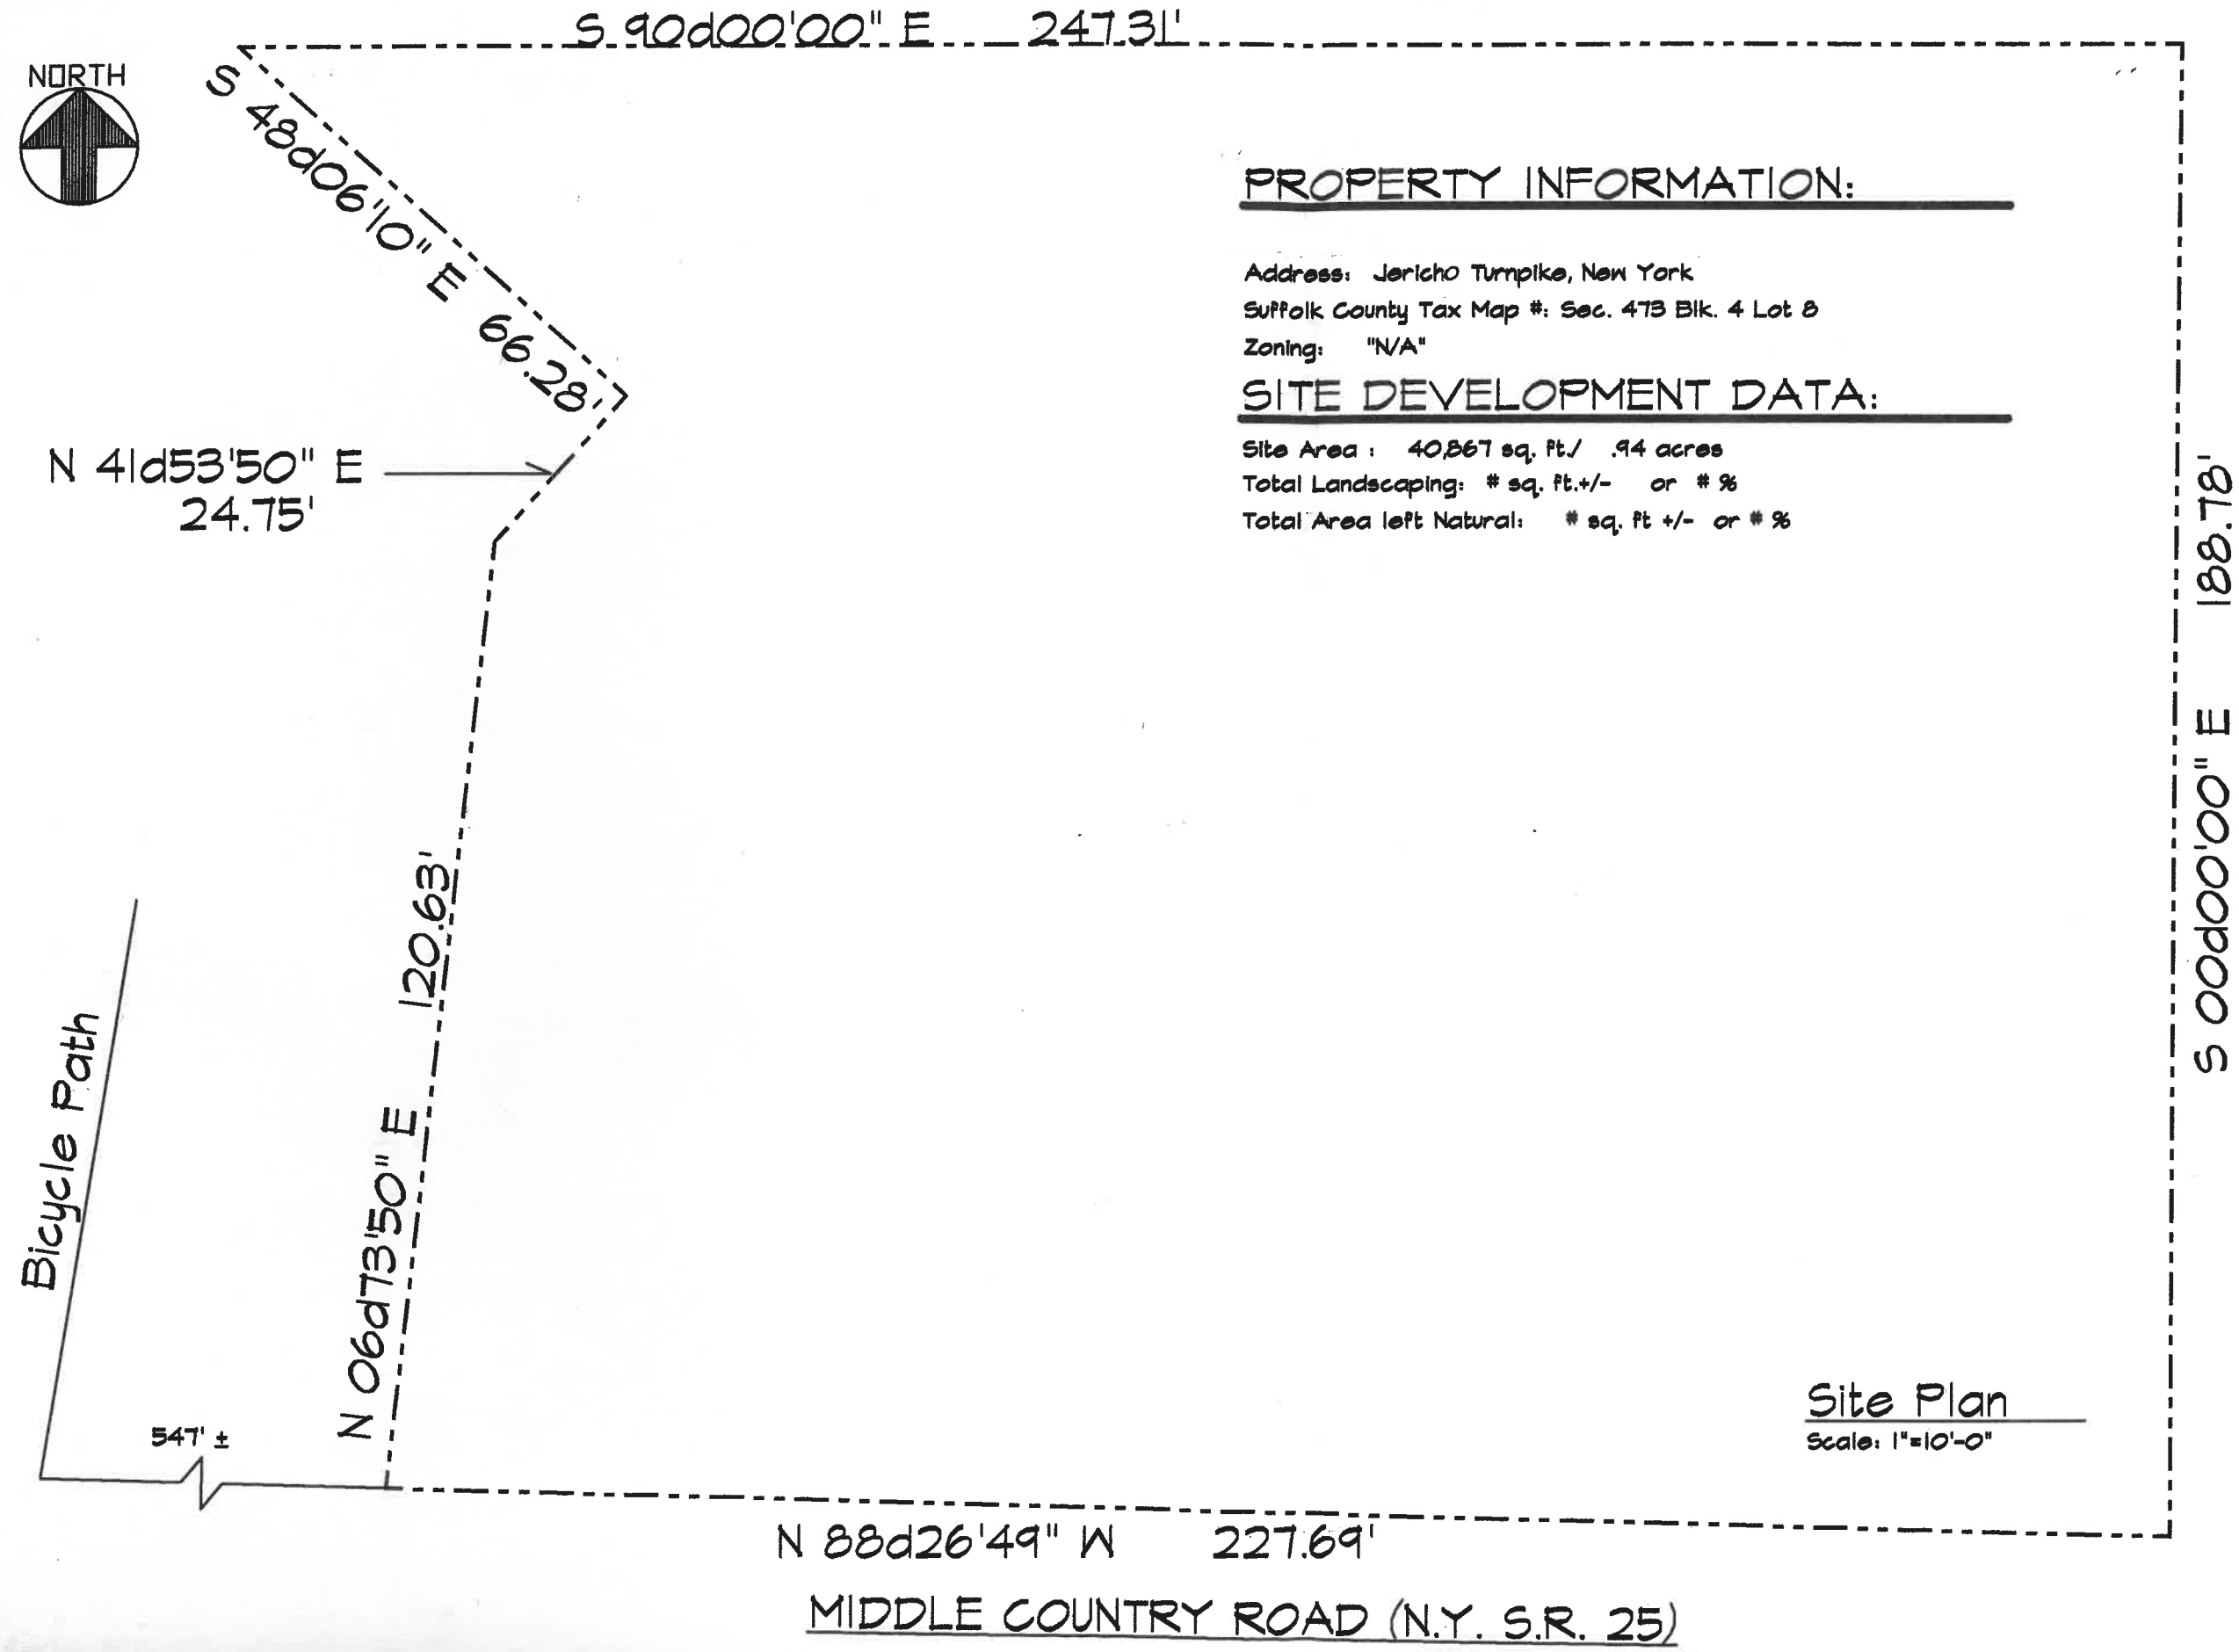 S 90d00'00" E 247.31'
NORTH
S 48d06'10" E 66.28'
PROPERTY INFORMATION:
Address: Jericho Turnpike, New York
Suffolk County Tax Map #: Sec. 473 Blk. 4 Lot 8
Zoning: "N/A"
SITE DEVELOPMENT DATA:
Site Area : 40,867 sq. ft./ .94 acres
Total Landscaping: # sq. ft.+/- or # %
Total Area left Natural: # sq. ft +/- or # %
N 41d53'50" E
24.75'
S 00d00'00" E 188.78'
N 06d73'50" E 120.63'
Bicycle Path
547' ±
Site Plan
Scale: 1"=10'-0"
N 88d26'49" W 227.69'
MIDDLE COUNTRY ROAD (N.Y. S.R. 25)